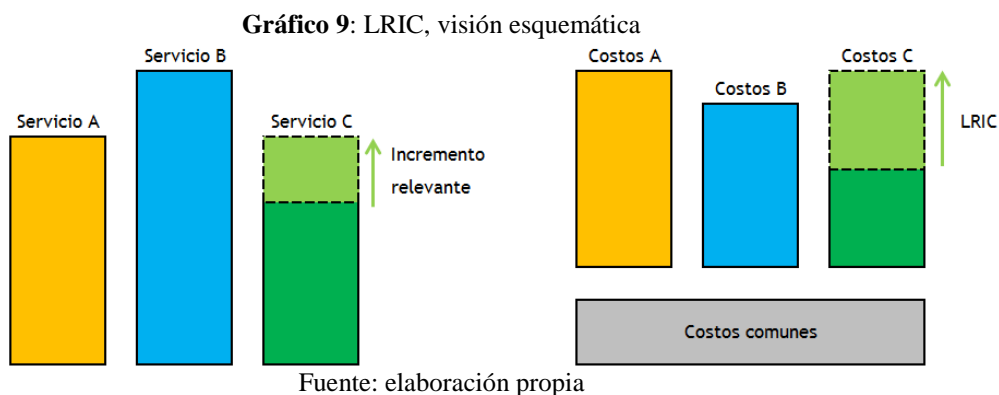 Gráfico 9: LRIC, visión esquemática
Servicio A
Servicio B
Servicio C
Incremento
relevante
Costos A
Costos B
Costos C
LRIC
Costos comunes
Fuente: elaboración propia